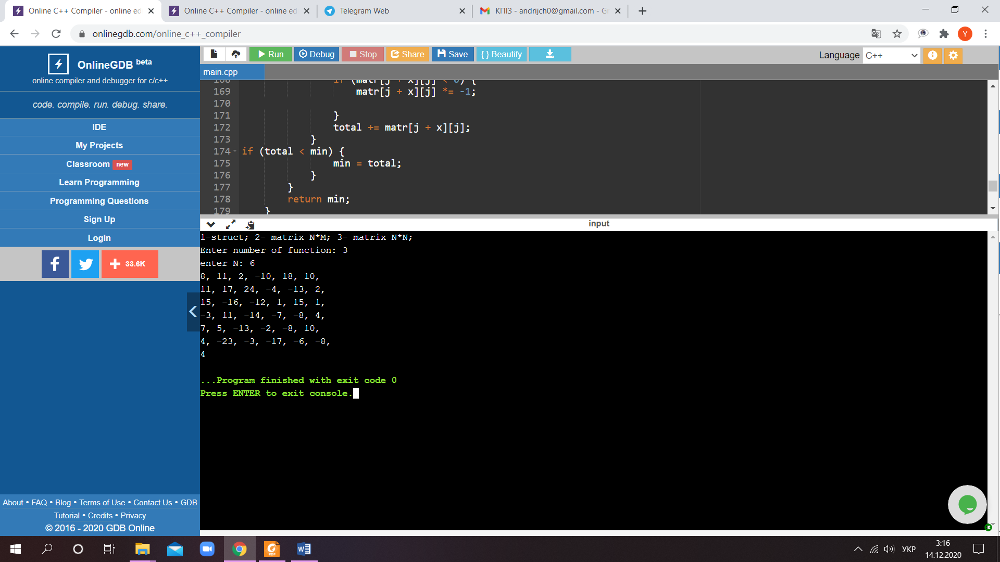 Online C++ Compiler - online ed
Online C++ Compiler - online ed
Telegram Web
КПІЗ - andrijch0@gmail.com - Gm
onlinegdb.com/online_c++_compiler
Y
OnlineGDB beta
online compiler and debugger for c/c++
code. compile. run. debug. share.
IDE
My Projects
Classroom new
Learn Programming
Programming Questions
Sign Up
Login
33.6K
About • FAQ • Blog • Terms of Use • Contact Us • GDB
Tutorial • Credits • Privacy
© 2016 - 2020 GDB Online
Run
Debug
Stop
Share
Save
{ } Beautify
Language C++
main.cpp
168 if (matr[j + x][j] < 0) {
169 matr[j + x][j] *= -1;
170
171 }
172 total += matr[j + x][j];
173 }
174 if (total < min) {
175 min = total;
176 }
177 }
178 return min;
179 }
input
1-struct; 2- matrix N*M; 3- matrix N*N;
Enter number of function: 3
enter N: 6
8, 11, 2, -10, 18, 10,
11, 17, 24, -4, -13, 2,
15, -16, -12, 1, 15, 1,
-3, 11, -14, -7, -8, 4,
7, 5, -13, -2, -8, 10,
4, -23, -3, -17, -6, -8,
4
...Program finished with exit code 0
Press ENTER to exit console.
УКР
3:16
14.12.2020